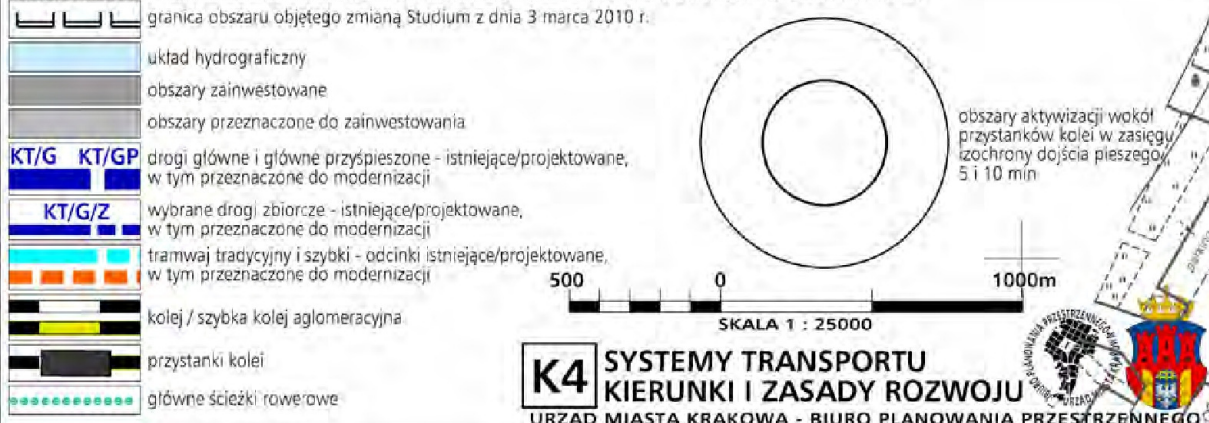 granica obszaru objętego zmianą Studium z dnia 3 marca 2010 r.
układ hydrograficzny
obszary zainwestowane
obszary przeznaczone do zainwestowania
KT/G KT/GP
drogi główne i główne przyśpieszone - istniejące/projektowane,
w tym przeznaczone do modernizacji
KT/G/Z
wybrane drogi zbiorcze - istniejące/projektowane,
w tym przeznaczone do modernizacji
tramwaj tradycyjny i szybki - odcinki istniejące/projektowane,
w tym przeznaczone do modernizacji
kolej / szybka kolej aglomeracyjna
przystanki kolei
główne ścieżki rowerowe
obszary aktywizacji wokół
przystanków kolei w zasięgu
izochrony dojścia pieszego,
5 i 10 min
500 0 1000m
SKALA 1 : 25000
K4 SYSTEMY TRANSPORTU
KIERUNKI I ZASADY ROZWOJU
URZĄD MIASTA KRAKOWA - BIURO PLANOWANIA PRZESTRZENNEGO